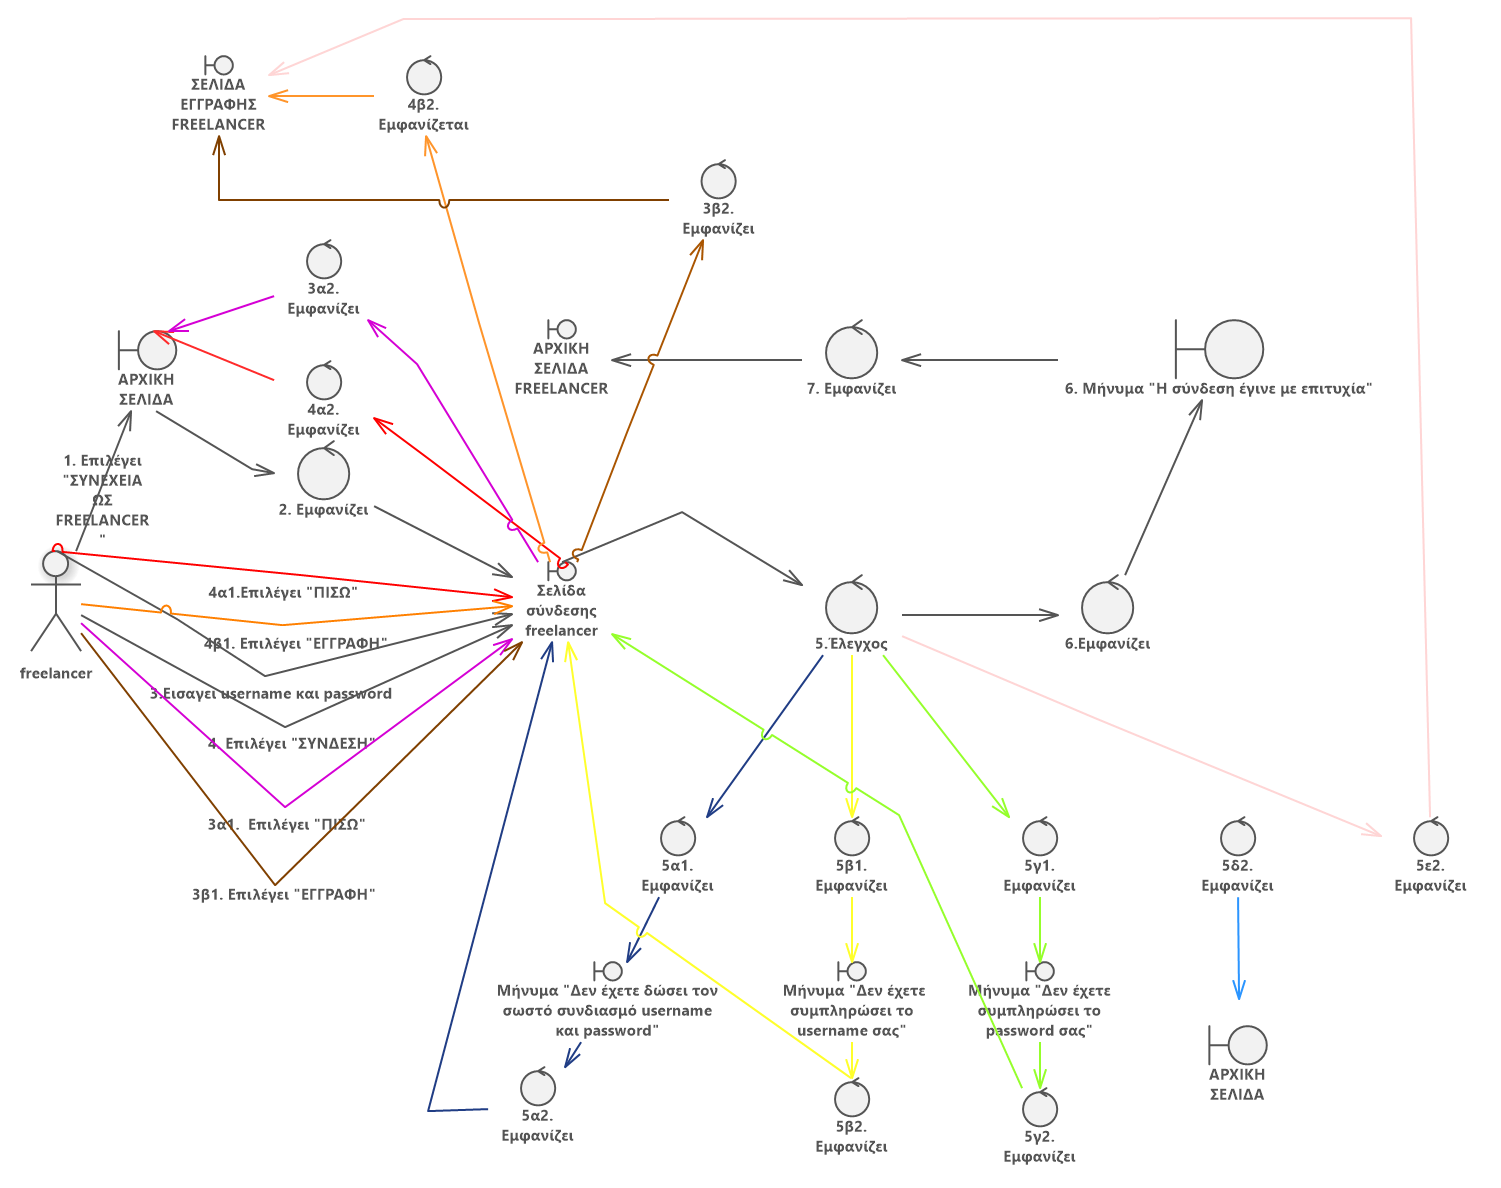 ΣΕΛΙΔΑ
ΕΓΓΡΑΦΗΣ
FREELANCER
4β2.
Εμφανίζεται
3β2.
Εμφανίζει
3α2.
Εμφανίζει
ΑΡΧΙΚΗ
ΣΕΛΙΔΑ
4α2.
Εμφανίζει
ΑΡΧΙΚΗ
ΣΕΛΙΔΑ
FREELANCER
7. Εμφανίζει
6. Μήνυμα "Η σύνδεση έγινε με επιτυχία"
1. Επιλέγει
"ΣΥΝΕΧΕΙΑ
ΩΣ
FREELANCER
"
2. Εμφανίζει
freelancer
4α1.Επιλέγει "ΠΙΣΩ"
4β1. Επιλέγει "ΕΓΓΡΑΦΗ"
3.Εισαγει username και password
4. Επιλέγει "ΣΥΝΔΕΣΗ"
3α1.  Επιλέγει "ΠΙΣΩ"
3β1. Επιλέγει "ΕΓΓΡΑΦΗ"
Σελίδα
σύνδεσης
freelancer
5.Έλεγχος
6.Εμφανίζει
5α1.
Εμφανίζει
5β1.
Εμφανίζει
5γ1.
Εμφανίζει
5δ2.
Εμφανίζει
5ε2.
Εμφανίζει
Μήνυμα "Δεν έχετε δώσει τον
σωστό συνδιασμό username
και password"
Μήνυμα "Δεν έχετε
συμπληρώσει το
username σας"
Μήνυμα "Δεν έχετε
συμπληρώσει το
password σας"
ΑΡΧΙΚΗ
ΣΕΛΙΔΑ
5α2.
Εμφανίζει
5β2.
Εμφανίζει
5γ2.
Εμφανίζει